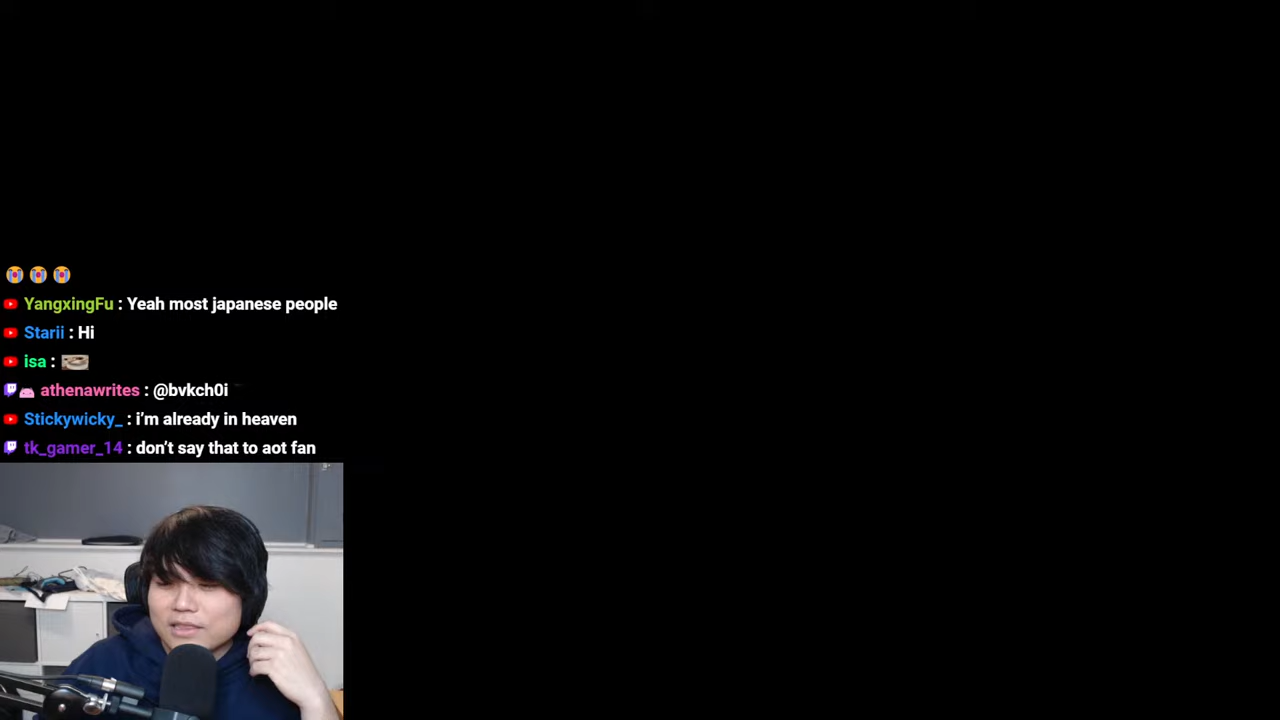 😭 😭 😭
YangxingFu : Yeah most japanese people
Starii : Hi
isa :
athenawrites : @bvkch0i
Stickywicky_ : i’m already in heaven
tk_gamer_14 : don’t say that to aot fan